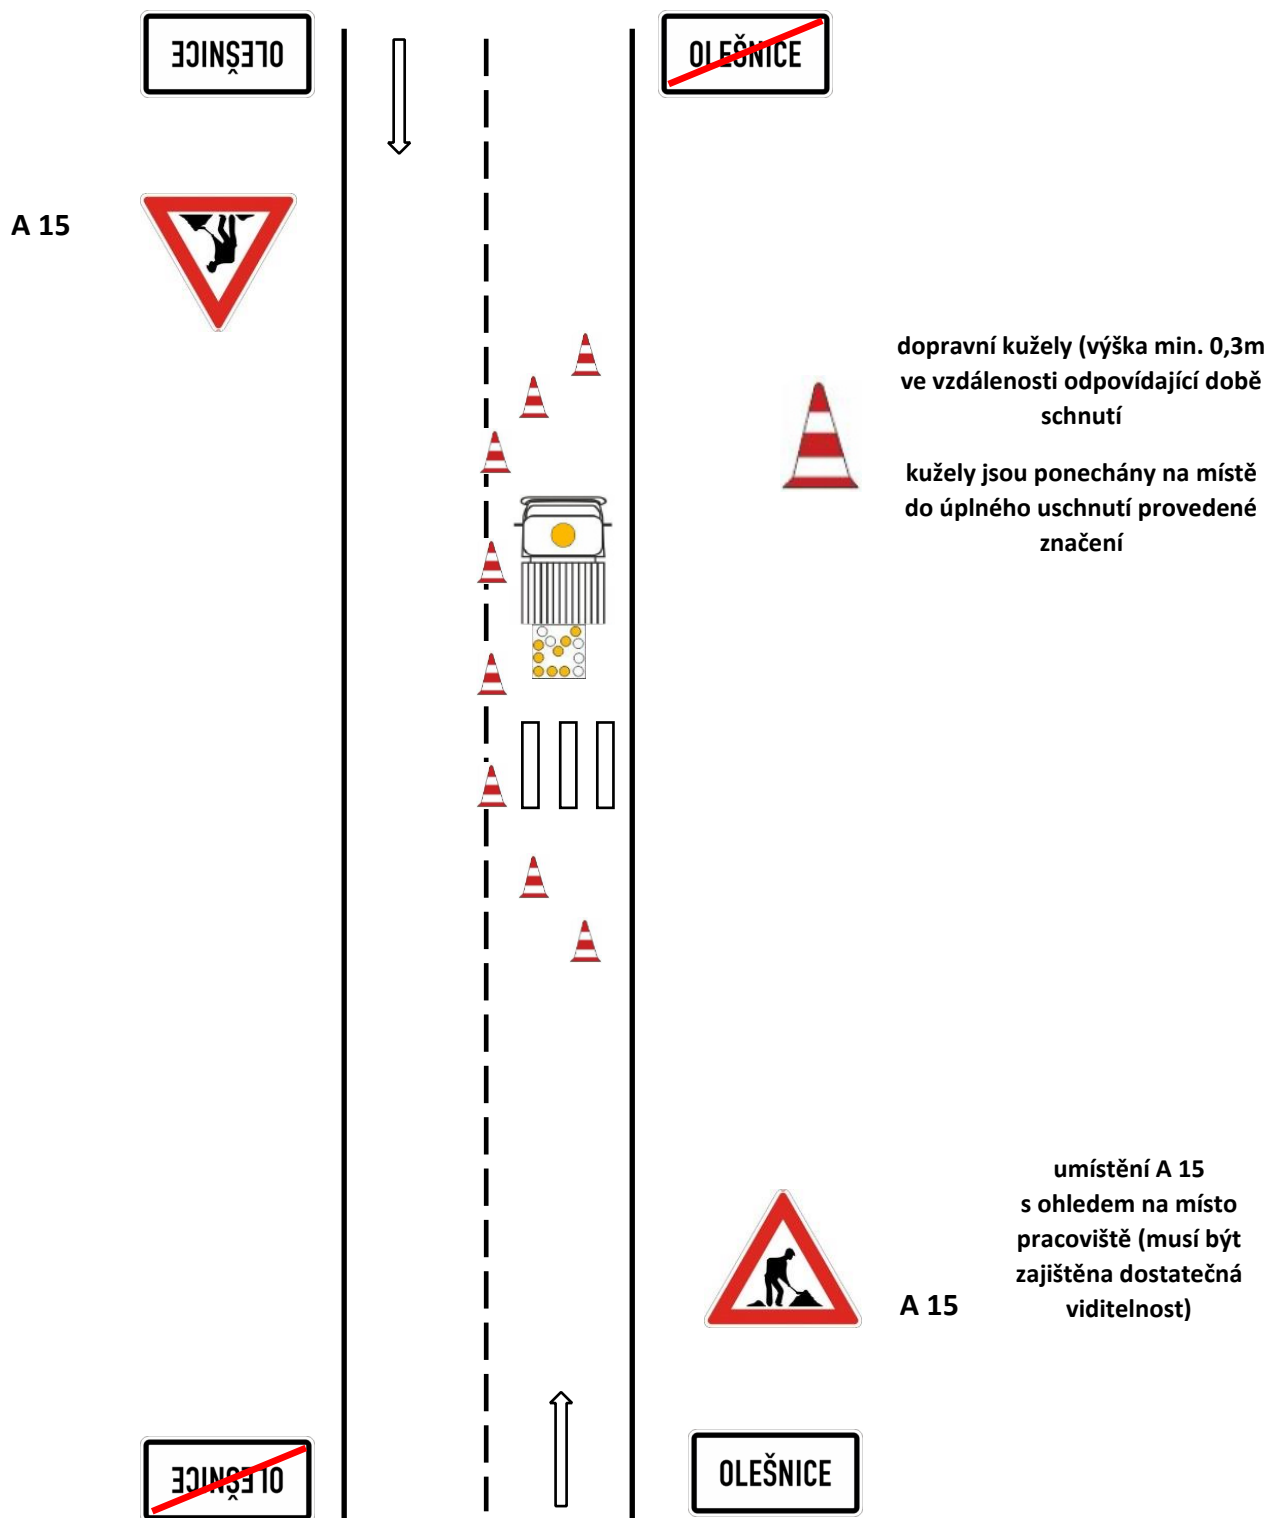 OLEŠNICE
OLEŠNICE
A 15
dopravní kužely (výška min. 0,3m
ve vzdálenosti odpovídající době
schnutí
kužely jsou ponechány na místě
do úplného uschnutí provedené
značení
umístění A 15
s ohledem na místo
pracoviště (musí být
zajištěna dostatečná
viditelnost)
A 15
OLEŠNICE
OLEŠNICE